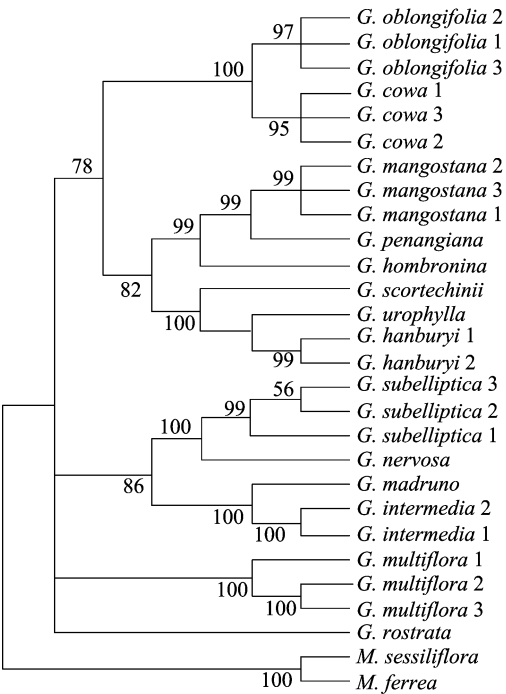 G. oblongifolia 2
97
G. oblongifolia 1
100
G. oblongifolia 3
G. cowa 1
G. cowa 3
95
G. cowa 2
78
G. mangostana 2
99
G. mangostana 3
99
G. mangostana 1
99
G. penangiana
G. hombronina
82
G. scortechinii
100
G. urophylla
G. hanburyi 1
99
G. hanburyi 2
G. subelliptica 3
56
G. subelliptica 2
99
G. subelliptica 1
100
G. nervosa
86
G. madruno
100
G. intermedia 2
100
G. intermedia 1
G. multiflora 1
100
G. multiflora 2
100
G. multiflora 3
G. rostrata
M. sessiliflora
100
M. ferrea